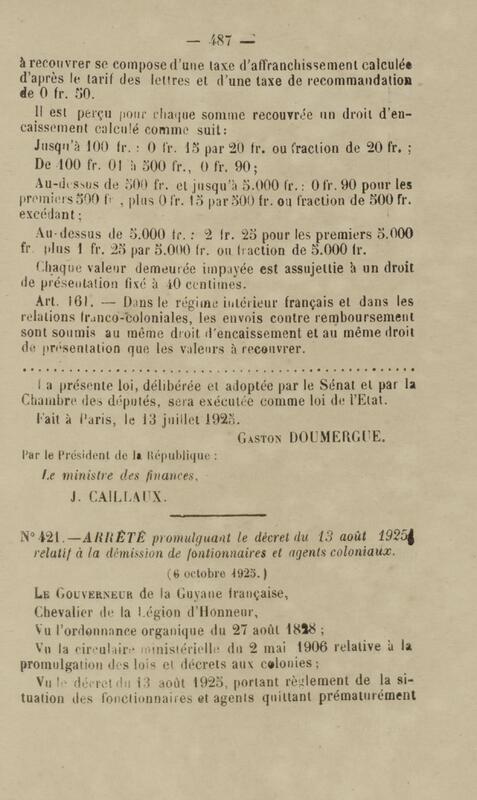 — 487 —
à recouvrer se compose d'une taxe d'affranchissement calculée
d'après le tarif des lettres et d'une taxe de recommandation
de 0 fr. 50.
Il est perçu pour chaque somme recouvrée un droit d'en-
caissement calculé comme suit:
Jusqu'à 100 fr. : 0 fr. 15 par 20 fr. ou fraction de 20 fr. ;
De 100 fr. 01 à 500 fr., 0 fr. 90;
Au-dessus de 500 fr. et jusqu'à 5.000 fr.: 0 fr. 90 pour les
premiers 500 fr , plus 0 fr. 15 par 500 fr. ou fraction de 500 fr.
excédant;
Au-dessus de 5.000 fr. : 2 fr. 25 pour les premiers 5.000
fr. plus 1 fr. 25 par 5.000 fr. ou fraction de 5.000 fr.
Chaque valeur demeurée impayée est assujettie à un droit
de présentation fixé à 40 centimes.
Art. 161. — Dans le régime intérieur français et dans les
relations franco-coloniales, les envois contre remboursement
sont soumis au même droit d'encaissement et au même droit
de présentation que les valeurs à recouvrer.
La présente loi, délibérée et adoptée par le Sénat et par la
Chambre des députés, sera exécutée comme loi de l'Etat.
Fait à Paris, le 13 juillet 1925.
GASTON DOUMERGUE.
Par le Président de la République :
Le ministre des finances,
J. CAILLAUX.
N° 421. — ARRÊTÉ promulguant le décret du 13 août 1925
relatif à la démission de fontionnaires et agents coloniaux.
(6 octobre 1925.)
LE GOUVERNEUR de la Guyane française,
Chevalier de la Légion d'Honneur,
Vu l'ordonnance organique du 27 août 1828 ;
Vu la circulaire ministérielle du 2 mai 1906 relative à la
promulgation des lois et décrets aux colonies ;
Vu le décret du 13 août 1925, portant règlement de la si-
tuation des fonctionnaires et agents quittant prématurément